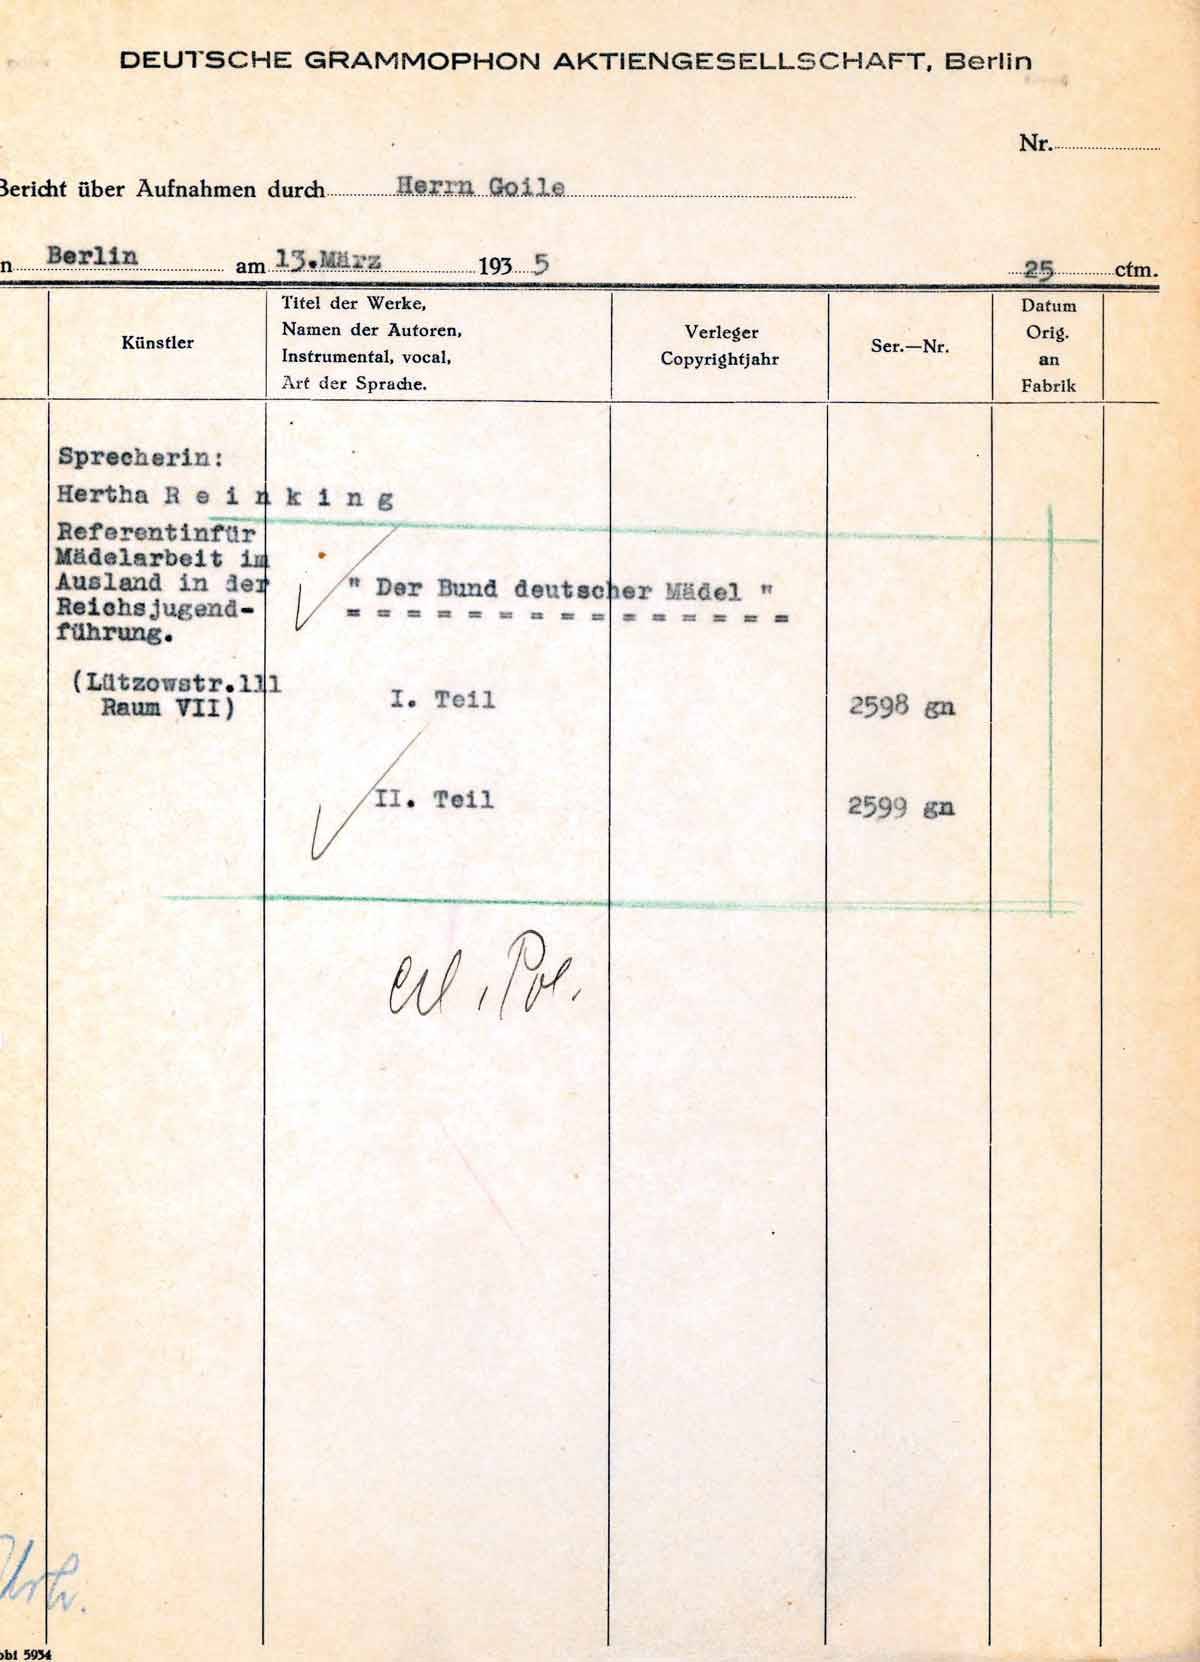 DEUTSCHE GRAMMOPHON AKTIENGESELLSCHAFT, Berlin
Nr.
Bericht über Aufnahmen durch Herrn Goile
n Berlin am 13.März 193 5 25 ctm.
Künstler
Titel der Werke,
Namen der Autoren,
Instrumental, vocal,
Art der Sprache.
Verleger
Copyrightjahr
Ser.—Nr.
Datum
Orig.
an
Fabrik
Sprecherin:
Hertha R e i n k i n g
Referentinfür
Mädelarbeit im
Ausland in der
Reichsjugend-
führung.
" Der Bund deutscher Mädel "
= = = = = = = = = = = = = = =
(Lützowstr.111
Raum VII)
I. Teil 2598 gn
II. Teil 2599 gn
5934